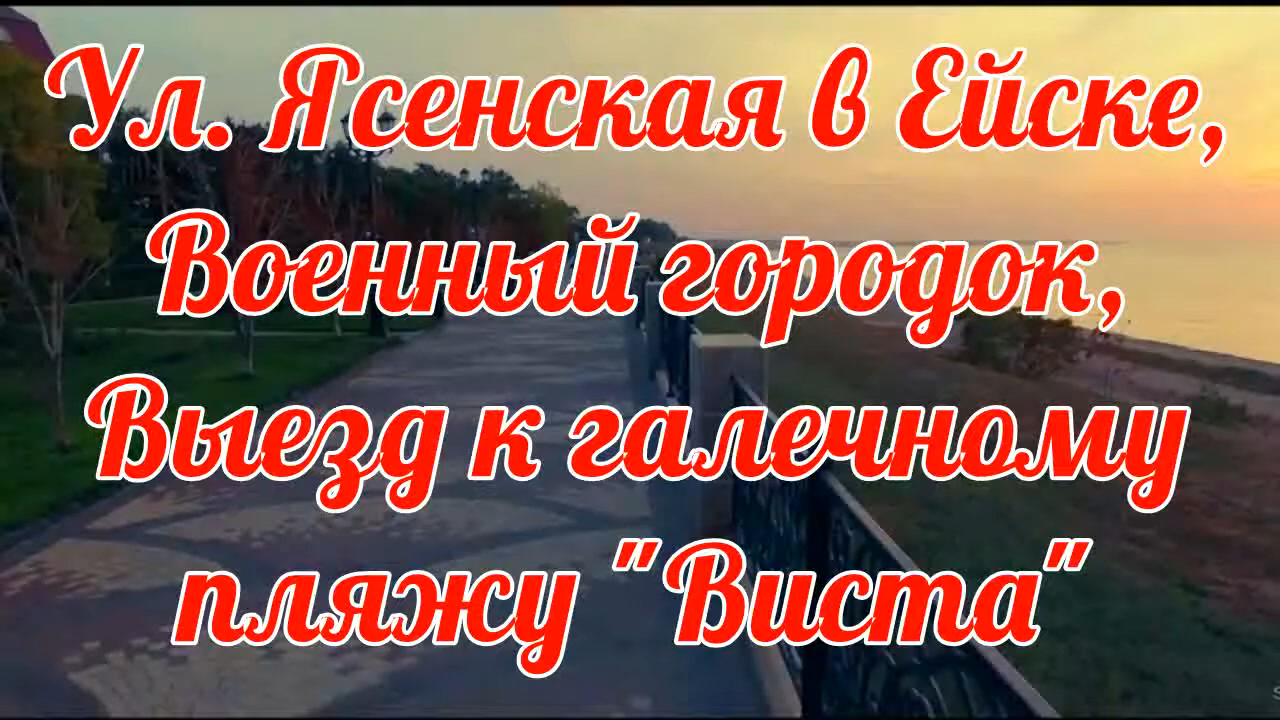 Ул. Ясенская в Ейске,
Военный городок,
Выезд к галечному
пляжу "Виста"